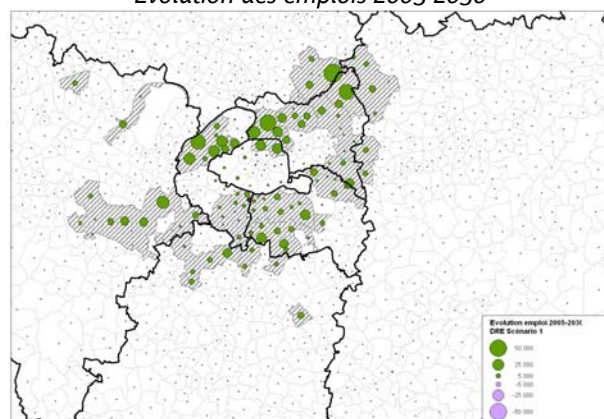 Evolution des emplois 2005-2030
Evolution emploi 2005-2030
DRE Scénario 1
50 000
25 000
5 000
-5 000
-25 000
-50 000